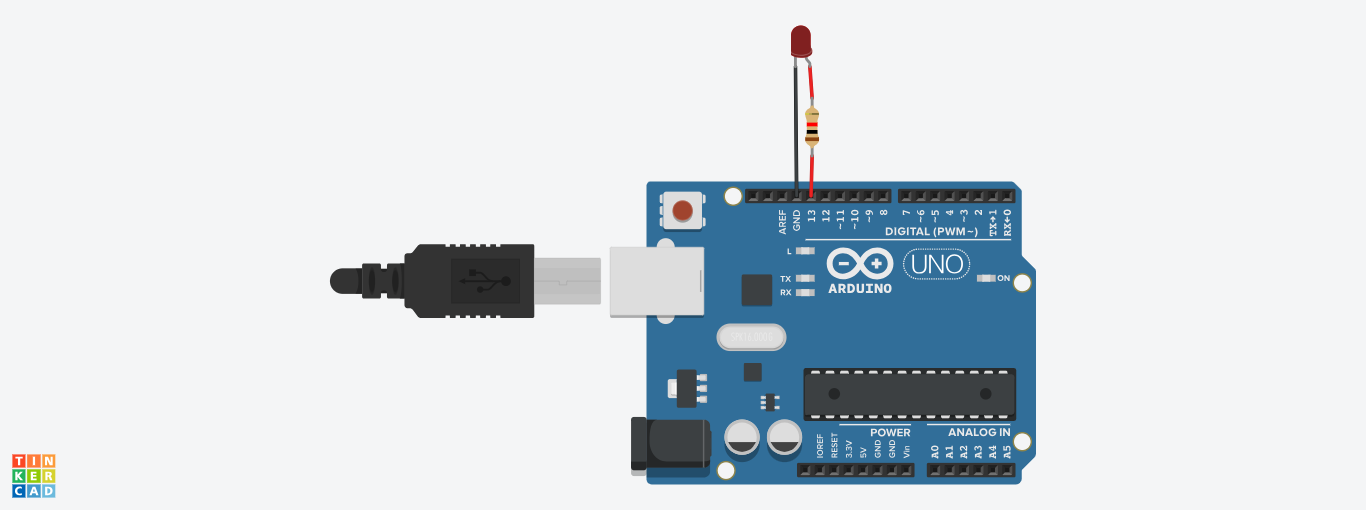 AREF
GND
13
12
~11
~10
~9
8
7
~6
~5
4
~3
2
TX→1
RX←0
DIGITAL (PWM~)
L
TX
RX
UNO
ARDUINO
ON
POWER
ANALOG IN
IOREF
RESET
3.3V
5V
GND
GND
Vin
A0
A1
A2
A3
A4
A5
TIN
KER
CAD